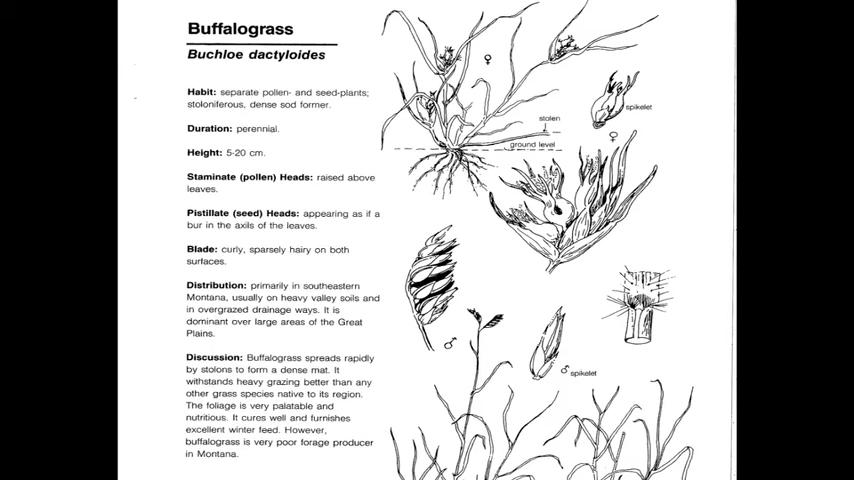 Buffalograss
Buchloe dactyloides
Habit: separate pollen- and seed-plants;
stoloniferous, dense sod former.
Duration: perennial.
Height: 5-20 cm.
Staminate (pollen) Heads: raised above
leaves.
Pistillate (seed) Heads: appearing as if a
bur in the axils of the leaves.
Blade: curly, sparsely hairy on both
surfaces.
Distribution: primarily in southeastern
Montana, usually on heavy valley soils and
in overgrazed drainage ways. It is
dominant over large areas of the Great
Plains.
Discussion: Buffalograss spreads rapidly
by stolons to form a dense mat. It
withstands heavy grazing better than any
other grass species native to its region.
The foliage is very palatable and
nutritious. It cures well and furnishes
excellent winter feed. However,
buffalograss is very poor forage producer
in Montana.
♀
spikelet
♀
stolen
ground level
♂
♂ spikelet